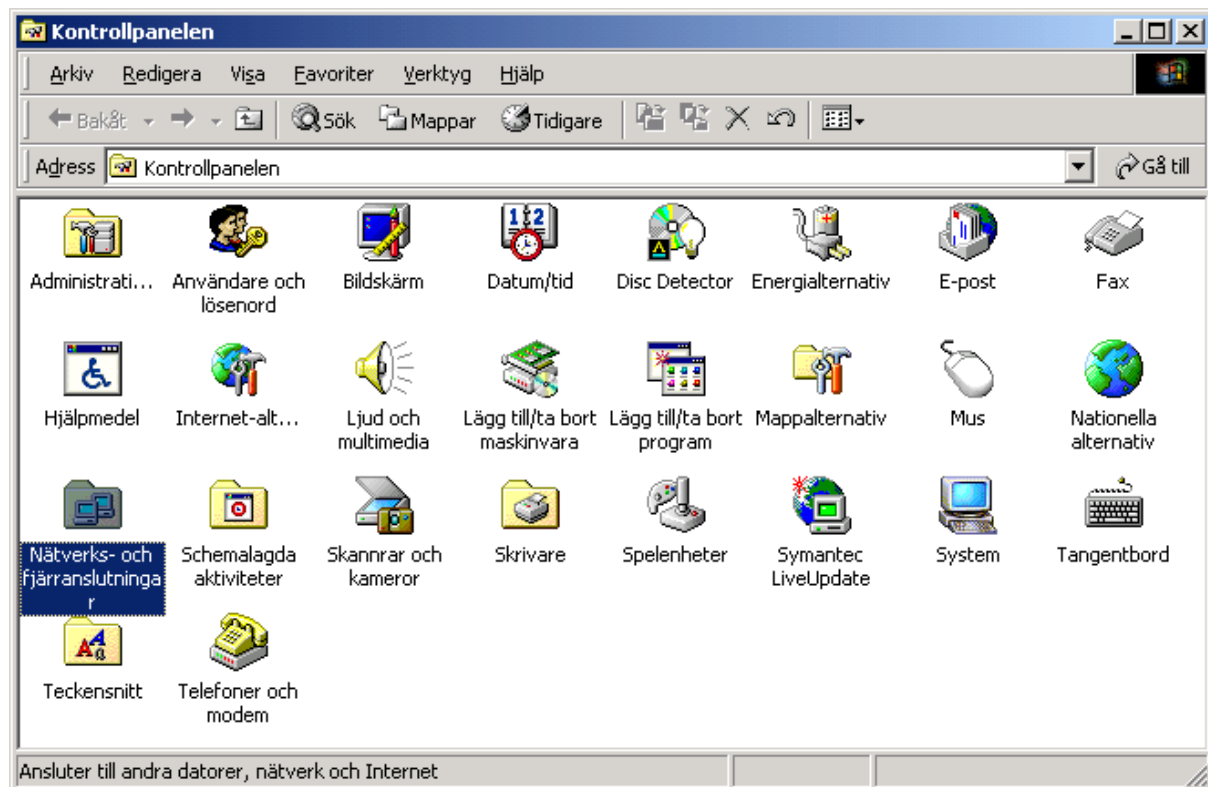 Kontrollpanelen
Arkiv Redigera Visa Favoriter Verktyg Hjälp
Bakåt Sök Mappar Tidigare
Adress Kontrollpanelen Gå till
Administrati... Användare och lösenord Bildskärm Datum/tid Disc Detector Energialternativ E-post Fax
Hjälpmedel Internet-alt... Ljud och multimedia Lägg till/ta bort maskinvara Lägg till/ta bort program Mappalternativ Mus Nationella alternativ
Nätverks- och fjärranslutninga r Schemalagda aktiviteter Skannrar och kameror Skrivare Spelenheter Symantec LiveUpdate System Tangentbord
Teckensnitt Telefoner och modem
Ansluter till andra datorer, nätverk och Internet